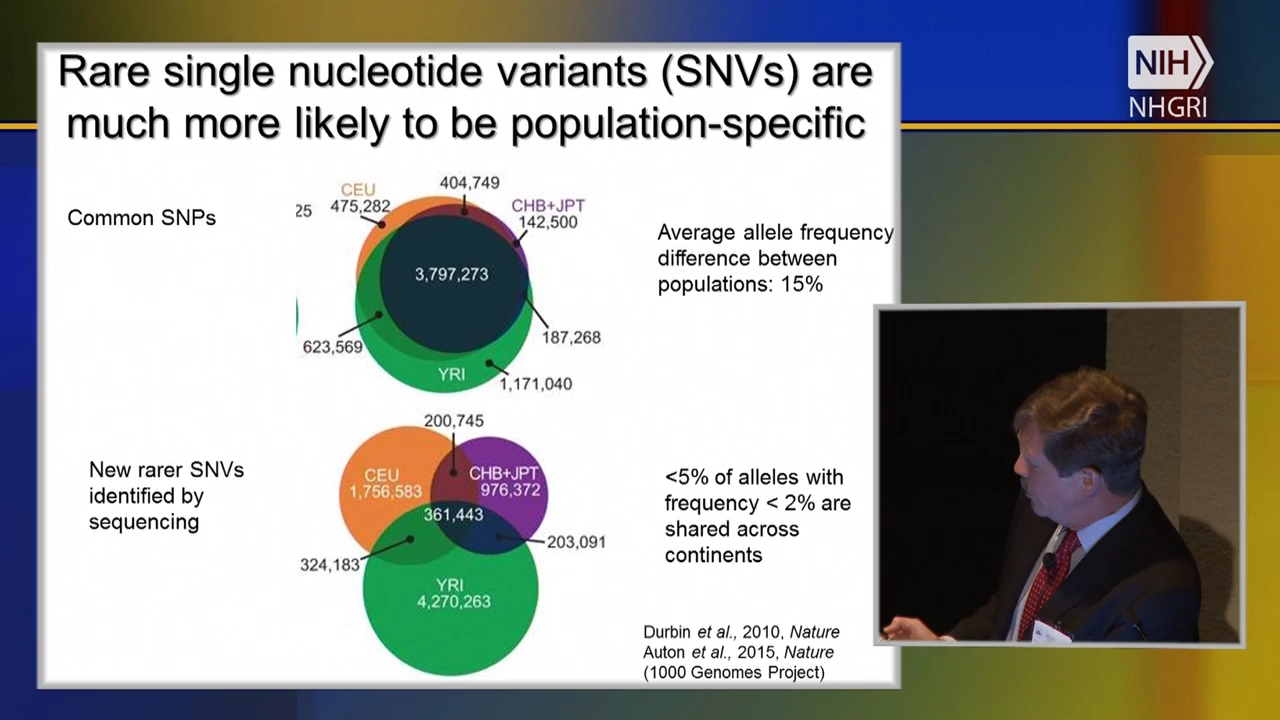 Rare single nucleotide variants (SNVs) are
much more likely to be population-specific
NIH
NHGRI
Common SNPs
25
CEU
475,282
404,749
CHB+JPT
142,500
3,797,273
623,569
YRI
187,268
1,171,040
Average allele frequency
difference between
populations: 15%
New rarer SNVs
identified by
sequencing
200,745
CEU
1,756,583
CHB+JPT
976,372
361,443
324,183
203,091
YRI
4,270,263
<5% of alleles with
frequency < 2% are
shared across
continents
Durbin et al., 2010, Nature
Auton et al., 2015, Nature
(1000 Genomes Project)